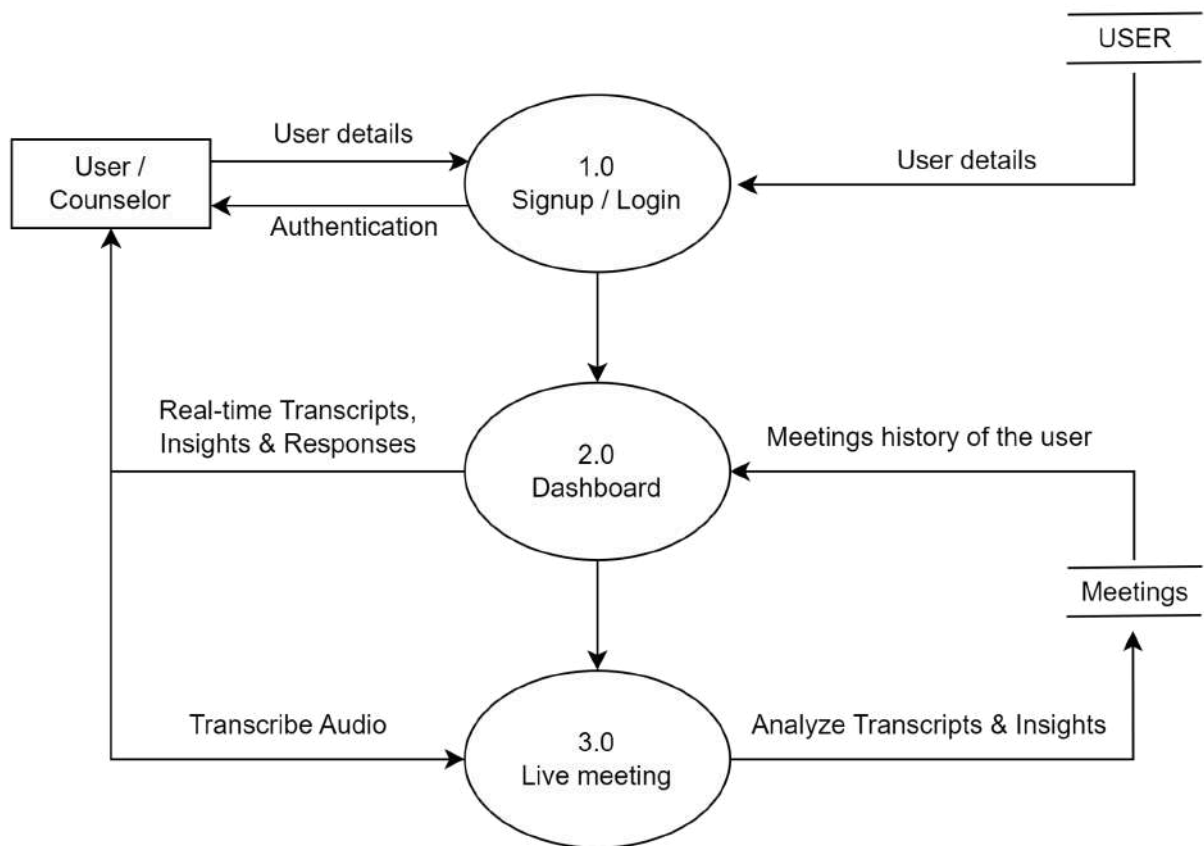 USER
User details
User /
Counselor
1.0
Signup / Login
User details
Authentication
Real-time Transcripts,
Insights & Responses
2.0
Dashboard
Meetings history of the user
Meetings
Transcribe Audio
3.0
Live meeting
Analyze Transcripts & Insights